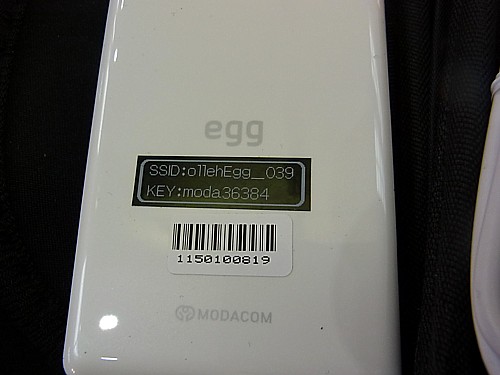 egg
SSID:ollehEgg_039
KEY:moda36384
1150100819
MODACOM